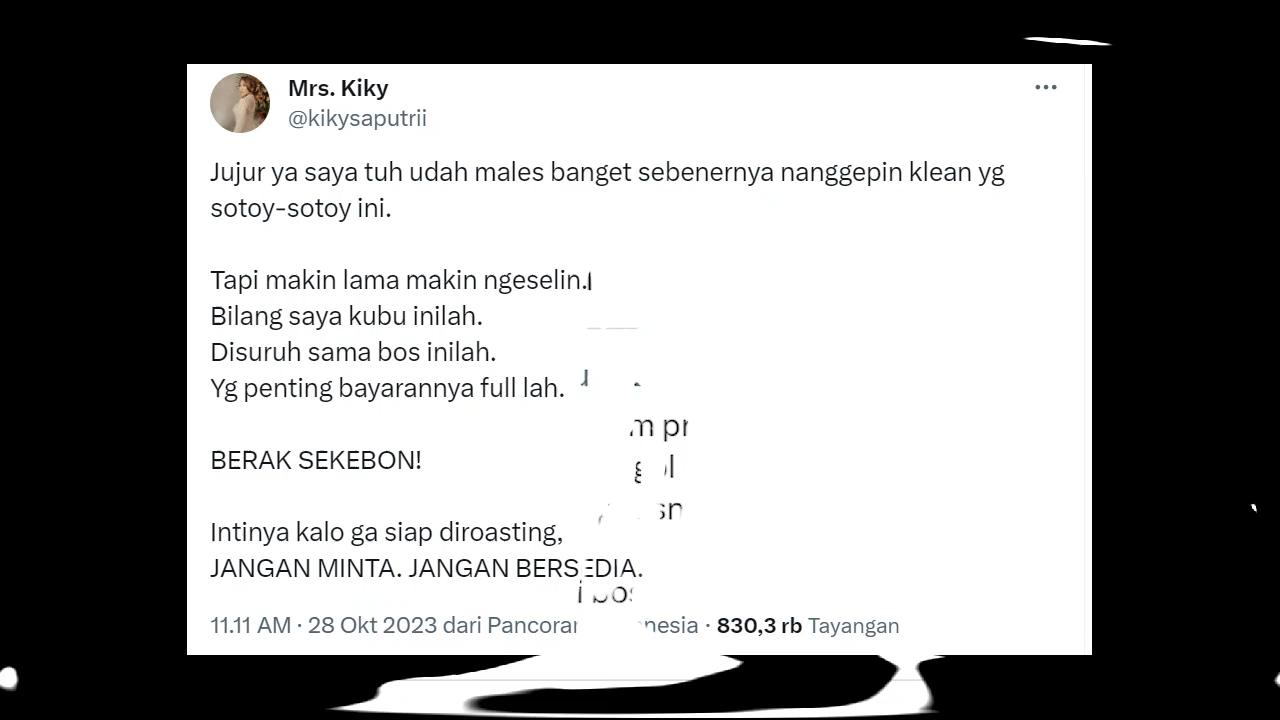 Mrs. Kiky
@kikysaputrii
Jujur ya saya tuh udah males banget sebenernya nanggepin klean yg
sotoy-sotoy ini.
Tapi makin lama makin ngeselin.
Bilang saya kubu inilah.
Disuruh sama bos inilah.
Yg penting bayarannya full lah.
BERAK SEKEBON!
Intinya kalo ga siap diroasting,
JANGAN MINTA. JANGAN BERSEDIA.
11.11 AM · 28 Okt 2023 dari · 830,3 rb Tayangan